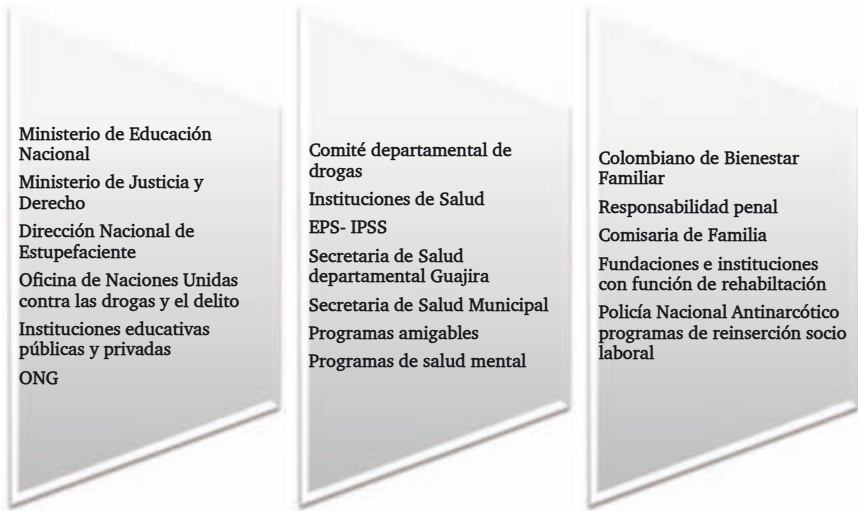 Ministerio de Educación
Nacional
Ministerio de Justicia y
Derecho
Dirección Nacional de
Estupefaciente
Oficina de Naciones Unidas
contra las drogas y el delito
Instituciones educativas
públicas y privadas
ONG
Comité departamental de
drogas
Instituciones de Salud
EPS- IPSS
Secretaria de Salud
departamental Guajira
Secretaria de Salud Municipal
Programas amigables
Programas de salud mental
Colombiano de Bienestar
Familiar
Responsabilidad penal
Comisaria de Familia
Fundaciones e instituciones
con función de rehabiltación
Policía Nacional Antinarcótico
programas de reinserción socio
laboral